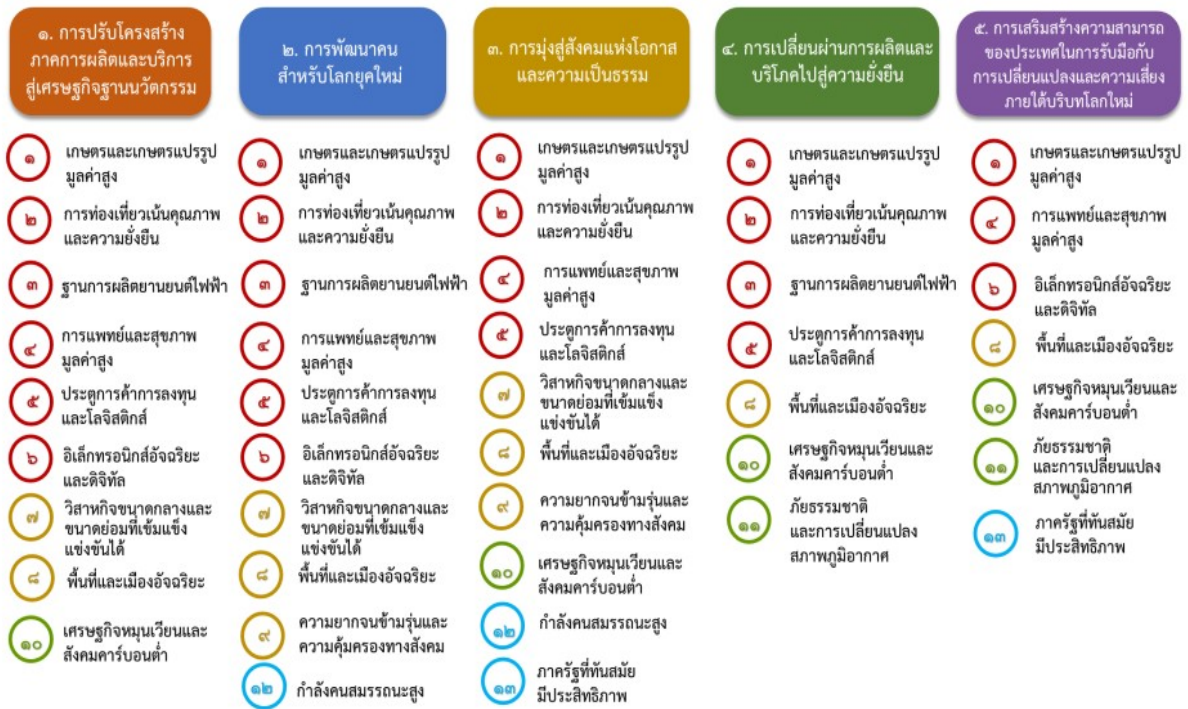 ๑. การปรับโครงสร้าง
ภาคการผลิตและบริการ
สู่เศรษฐกิจฐานนวัตกรรม
๑
เกษตรและเกษตรแปรรูป
มูลค่าสูง
๒
การท่องเที่ยวเน้นคุณภาพ
และความยั่งยืน
๓
ฐานการผลิตยานยนต์ไฟฟ้า
๔
การแพทย์และสุขภาพ
มูลค่าสูง
๕
ประตูการค้าการลงทุน
และโลจิสติกส์
๖
อิเล็กทรอนิกส์อัจฉริยะ
และดิจิทัล
๗
วิสาหกิจขนาดกลางและ
ขนาดย่อมที่เข้มแข็ง
แข่งขันได้
๘
พื้นที่และเมืองอัจฉริยะ
๑๐
เศรษฐกิจหมุนเวียนและ
สังคมคาร์บอนต่ำ
๒. การพัฒนาคน
สำหรับโลกยุคใหม่
๑
เกษตรและเกษตรแปรรูป
มูลค่าสูง
๒
การท่องเที่ยวเน้นคุณภาพ
และความยั่งยืน
๓
ฐานการผลิตยานยนต์ไฟฟ้า
๔
การแพทย์และสุขภาพ
มูลค่าสูง
๕
ประตูการค้าการลงทุน
และโลจิสติกส์
๖
อิเล็กทรอนิกส์อัจฉริยะ
และดิจิทัล
๗
วิสาหกิจขนาดกลางและ
ขนาดย่อมที่เข้มแข็ง
แข่งขันได้
๘
พื้นที่และเมืองอัจฉริยะ
๙
ความยากจนข้ามรุ่นและ
ความคุ้มครองทางสังคม
๑๒
กำลังคนสมรรถนะสูง
๓. การมุ่งสู่สังคมแห่งโอกาส
และความเป็นธรรม
๑
เกษตรและเกษตรแปรรูป
มูลค่าสูง
๒
การท่องเที่ยวเน้นคุณภาพ
และความยั่งยืน
๔
การแพทย์และสุขภาพ
มูลค่าสูง
๕
ประตูการค้าการลงทุน
และโลจิสติกส์
๗
วิสาหกิจขนาดกลางและ
ขนาดย่อมที่เข้มแข็ง
แข่งขันได้
๘
พื้นที่และเมืองอัจฉริยะ
๙
ความยากจนข้ามรุ่นและ
ความคุ้มครองทางสังคม
๑๐
เศรษฐกิจหมุนเวียนและ
สังคมคาร์บอนต่ำ
๑๒
กำลังคนสมรรถนะสูง
๑๓
ภาครัฐที่ทันสมัย
มีประสิทธิภาพ
๔. การเปลี่ยนผ่านการผลิตและ
บริโภคไปสู่ความยั่งยืน
๑
เกษตรและเกษตรแปรรูป
มูลค่าสูง
๒
การท่องเที่ยวเน้นคุณภาพ
และความยั่งยืน
๓
ฐานการผลิตยานยนต์ไฟฟ้า
๕
ประตูการค้าการลงทุน
และโลจิสติกส์
๘
พื้นที่และเมืองอัจฉริยะ
๑๐
เศรษฐกิจหมุนเวียนและ
สังคมคาร์บอนต่ำ
๑๑
ภัยธรรมชาติ
และการเปลี่ยนแปลง
สภาพภูมิอากาศ
๕. การเสริมสร้างความสามารถ
ของประเทศในการรับมือกับ
การเปลี่ยนแปลงและความเสี่ยง
ภายใต้บริบทโลกใหม่
๑
เกษตรและเกษตรแปรรูป
มูลค่าสูง
๔
การแพทย์และสุขภาพ
มูลค่าสูง
๖
อิเล็กทรอนิกส์อัจฉริยะ
และดิจิทัล
๘
พื้นที่และเมืองอัจฉริยะ
๑๐
เศรษฐกิจหมุนเวียนและ
สังคมคาร์บอนต่ำ
๑๑
ภัยธรรมชาติ
และการเปลี่ยนแปลง
สภาพภูมิอากาศ
๑๓
ภาครัฐที่ทันสมัย
มีประสิทธิภาพ